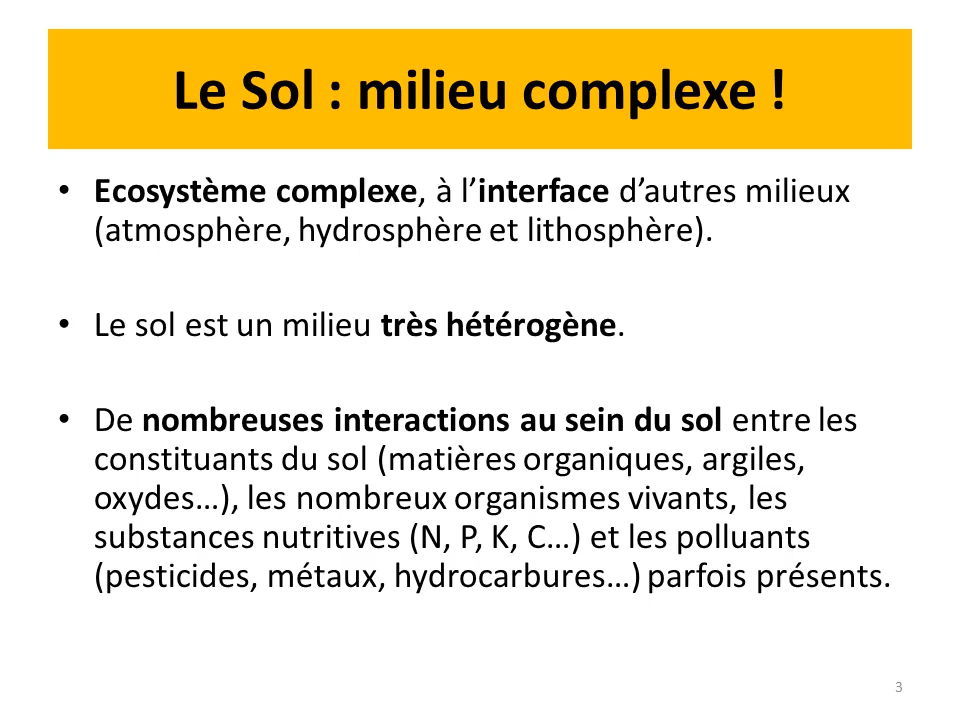 Le Sol : milieu complexe !
• Ecosystème complexe, à l’interface d’autres milieux
(atmosphère, hydrosphère et lithosphère).
• Le sol est un milieu très hétérogène.
• De nombreuses interactions au sein du sol entre les
constituants du sol (matières organiques, argiles,
oxydes…), les nombreux organismes vivants, les
substances nutritives (N, P, K, C…) et les polluants
(pesticides, métaux, hydrocarbures…) parfois présents.
3